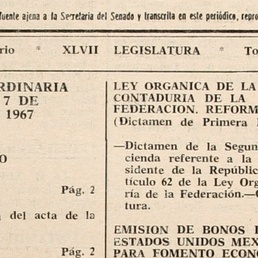 fuente ajena a la Secretaría del Senado y transcrita en este periódico, repro
rio XLVII LEGISLATURA To
RDINARIA
7 DE
1967
O
Pág. 2
n del acta de la
Pág. 2
LEY ORGANICA DE LA
CONTADURIA DE LA
FEDERACION. REFORM
(Dictamen de Primera
—Dictamen de la Segun
cienda referente a la
sidente de la Repúblic
tículo 62 de la Ley Orga
ría de la Federación.—
tura.
EMISION DE BONOS
ESTADOS UNIDOS MEX
PARA FOMENTO ECONO